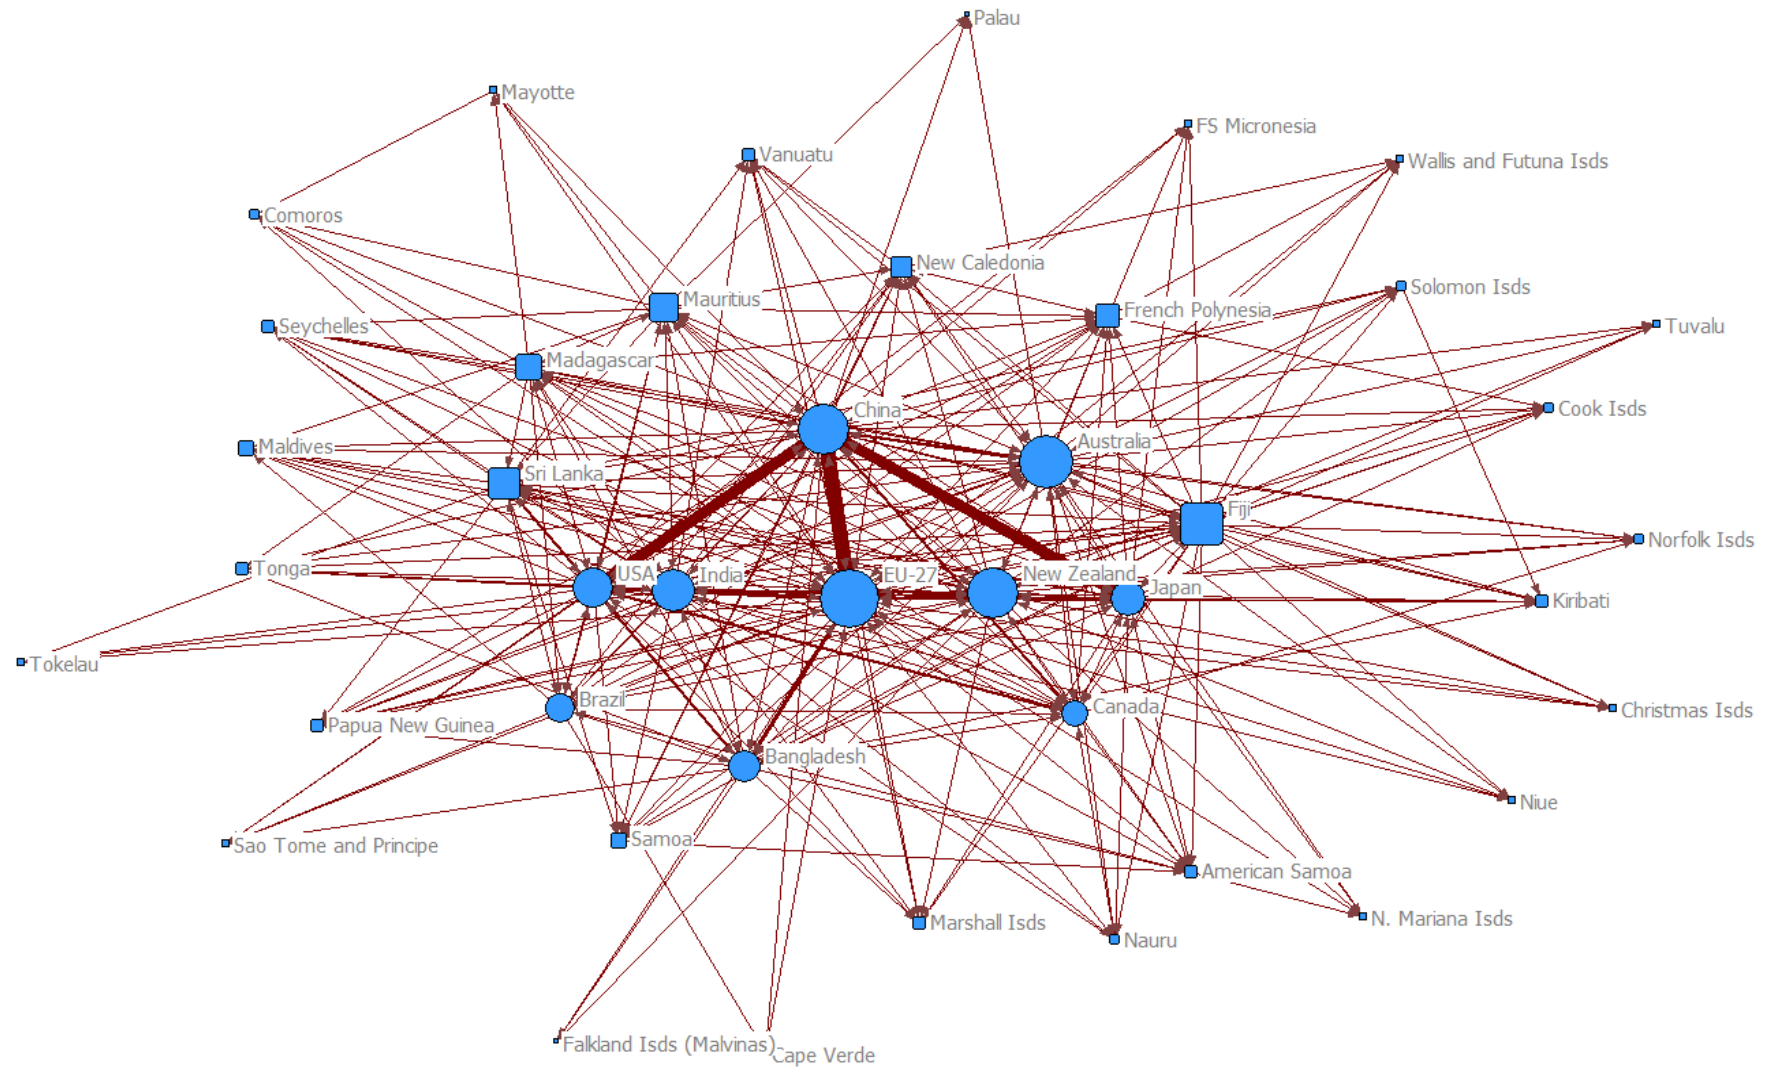 Palau
Mayotte
FS Micronesia
Vanuatu
Wallis and Futuna Isds
Comoros
New Caledonia
Solomon Isds
Mauritius
French Polynesia
Seychelles
Tuvalu
Madagascar
China
Cook Isds
Australia
Maldives
Sri Lanka
Fiji
Norfolk Isds
Tonga
USA
India
EU-27
New Zealand
Japan
Kiribati
Tokelau
Brazil
Canada
Christmas Isds
Papua New Guinea
Bangladesh
Niue
Sao Tome and Principe
Samoa
American Samoa
N. Mariana Isds
Marshall Isds
Nauru
Falkland Isds (Malvinas)
Cape Verde